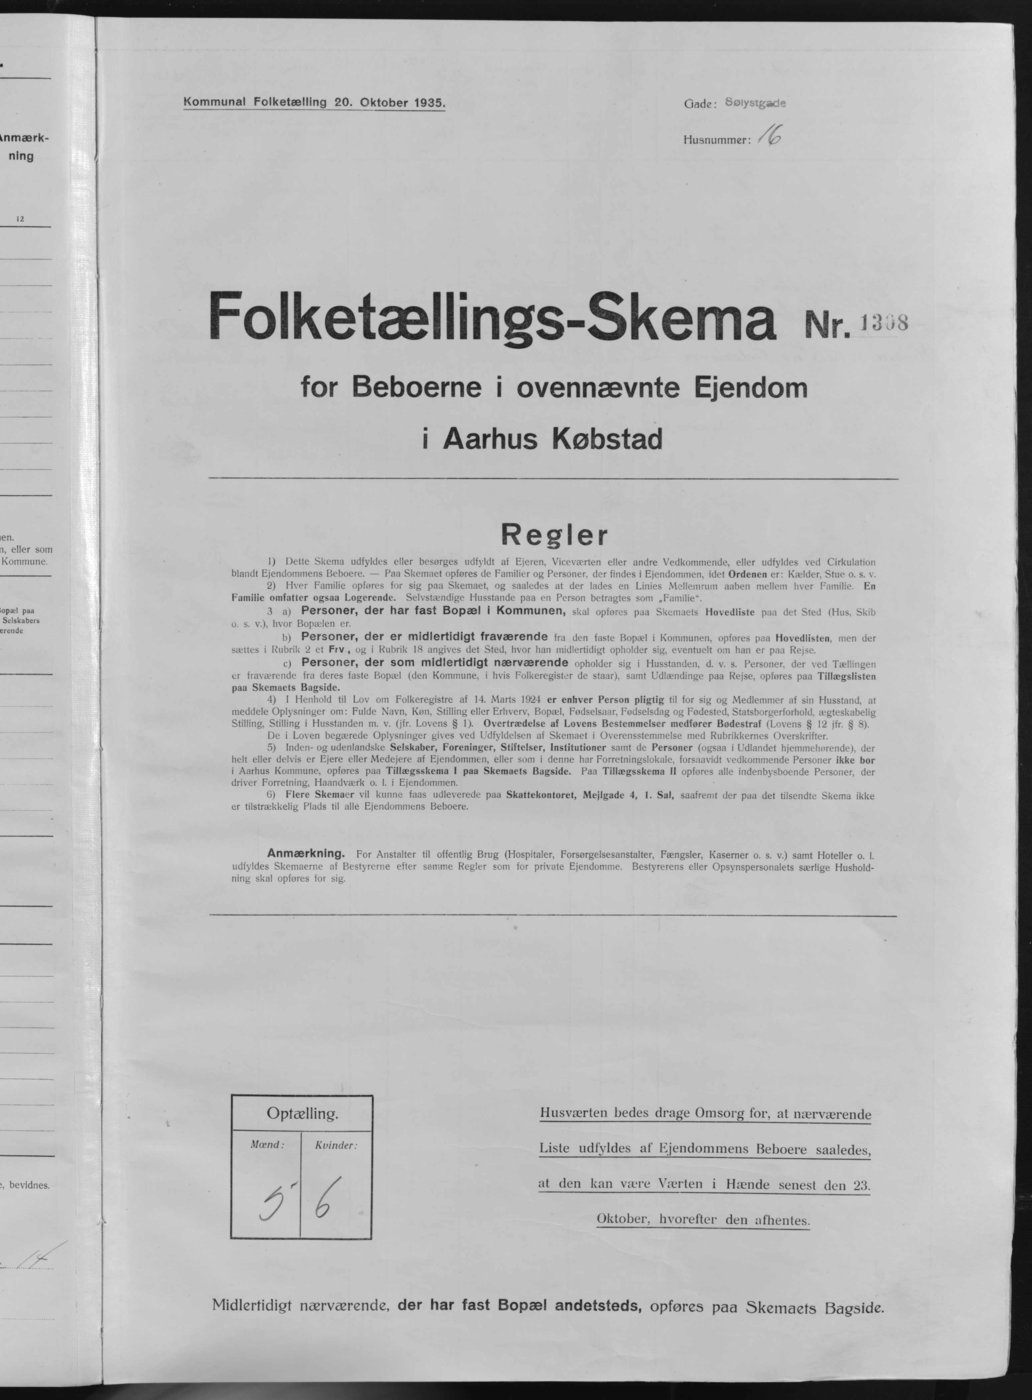 Anmærk-
ning
12
en.
n, eller som
Kommune.
opæl paa
Selskabers
erende
, bevidnes.
14
Kommunal Folketælling 20. Oktober 1935.
Gade: Sølystgade
Husnummer: 16
Folketællings-Skema Nr. 1308
for Beboerne i ovennævnte Ejendom
i Aarhus Købstad
Regler
1) Dette Skema udfyldes eller besørges udfyldt af Ejeren, Viceværten eller andre Vedkommende, eller udfyldes ved Cirkulation
blandt Ejendommens Beboere. — Paa Skemaet opføres de Familier og Personer, der findes i Ejendommen, idet Ordenen er: Kælder, Stue o. s. v.
2) Hver Familie opføres for sig paa Skemaet, og saaledes at der lades en Linies Mellemrum aaben mellem hver Familie. En
Familie omfatter ogsaa Logerende. Selvstændige Husstande paa en Person betragtes som „Familie“.
3 a) Personer, der har fast Bopæl i Kommunen, skal opføres paa Skemaets Hovedliste paa det Sted (Hus, Skib
o. s. v.), hvor Bopælen er.
b) Personer, der er midlertidigt fraværende fra den faste Bopæl i Kommunen, opføres paa Hovedlisten, men der
sættes i Rubrik 2 et Frv., og i Rubrik 18 angives det Sted, hvor han midlertidigt opholder sig, eventuelt om han er paa Rejse.
c) Personer, der som midlertidigt nærværende opholder sig i Husstanden, d. v. s. Personer, der ved Tællingen
er fraværende fra deres faste Bopæl (den Kommune, i hvis Folkeregister de staar), samt Udlændinge paa Rejse, opføres paa Tillægslisten
paa Skemaets Bagside.
4) I Henhold til Lov om Folkeregistre af 14. Marts 1924 er enhver Person pligtig til for sig og Medlemmer af sin Husstand, at
meddele Oplysninger om: Fulde Navn, Køn, Stilling eller Erhverv, Bopæl, Fødselsaar, Fødselsdag og Fødested, Statsborgerforhold, ægteskabelig
Stilling, Stilling i Husstanden m. v. (jfr. Lovens § 1). Overtrædelse af Lovens Bestemmelser medfører Bødestraf (Lovens § 12 jfr. § 8).
De i Loven begærede Oplysninger gives ved Udfyldelsen af Skemaet i Overensstemmelse med Rubrikkernes Overskrifter.
5) Inden- og udenlandske Selskaber, Foreninger, Stiftelser, Institutioner samt de Personer (ogsaa i Udlandet hjemmehørende), der
helt eller delvis er Ejere eller Medejere af Ejendommen, eller som i denne har Forretningslokale, forsaavidt vedkommende Personer ikke bor
i Aarhus Kommune, opføres paa Tillægsskema I paa Skemaets Bagside. Paa Tillægsskema II opføres alle indenbysboende Personer, der
driver Forretning, Haandværk o. l. i Ejendommen.
6) Flere Skemaer vil kunne faas udleverede paa Skattekontoret, Mejlgade 4, 1. Sal, saafremt der paa det tilsendte Skema ikke
er tilstrækkelig Plads til alle Ejendommens Beboere.
Anmærkning. For Anstalter til offentlig Brug (Hospitaler, Forsørgelsesanstalter, Fængsler, Kaserner o. s. v.) samt Hoteller o. l.
udfyldes Skemaerne af Bestyrerne efter samme Regler som for private Ejendomme. Bestyrerens eller Opsynspersonalets særlige Hushold-
ning skal opføres for sig.
Optælling.
Mænd: Kvinder:
5 6
Husværten bedes drage Omsorg for, at nærværende
Liste udfyldes af Ejendommens Beboere saaledes,
at den kan være Værten i Hænde senest den 23.
Oktober, hvorefter den afhentes.
Midlertidigt nærværende, der har fast Bopæl andetsteds, opføres paa Skemaets Bagside.